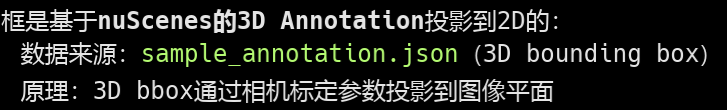 框是基于nuScenes的3D Annotation投影到2D的：
数据来源：sample_annotation.json（3D bounding box）
原理：3D bbox通过相机标定参数投影到图像平面